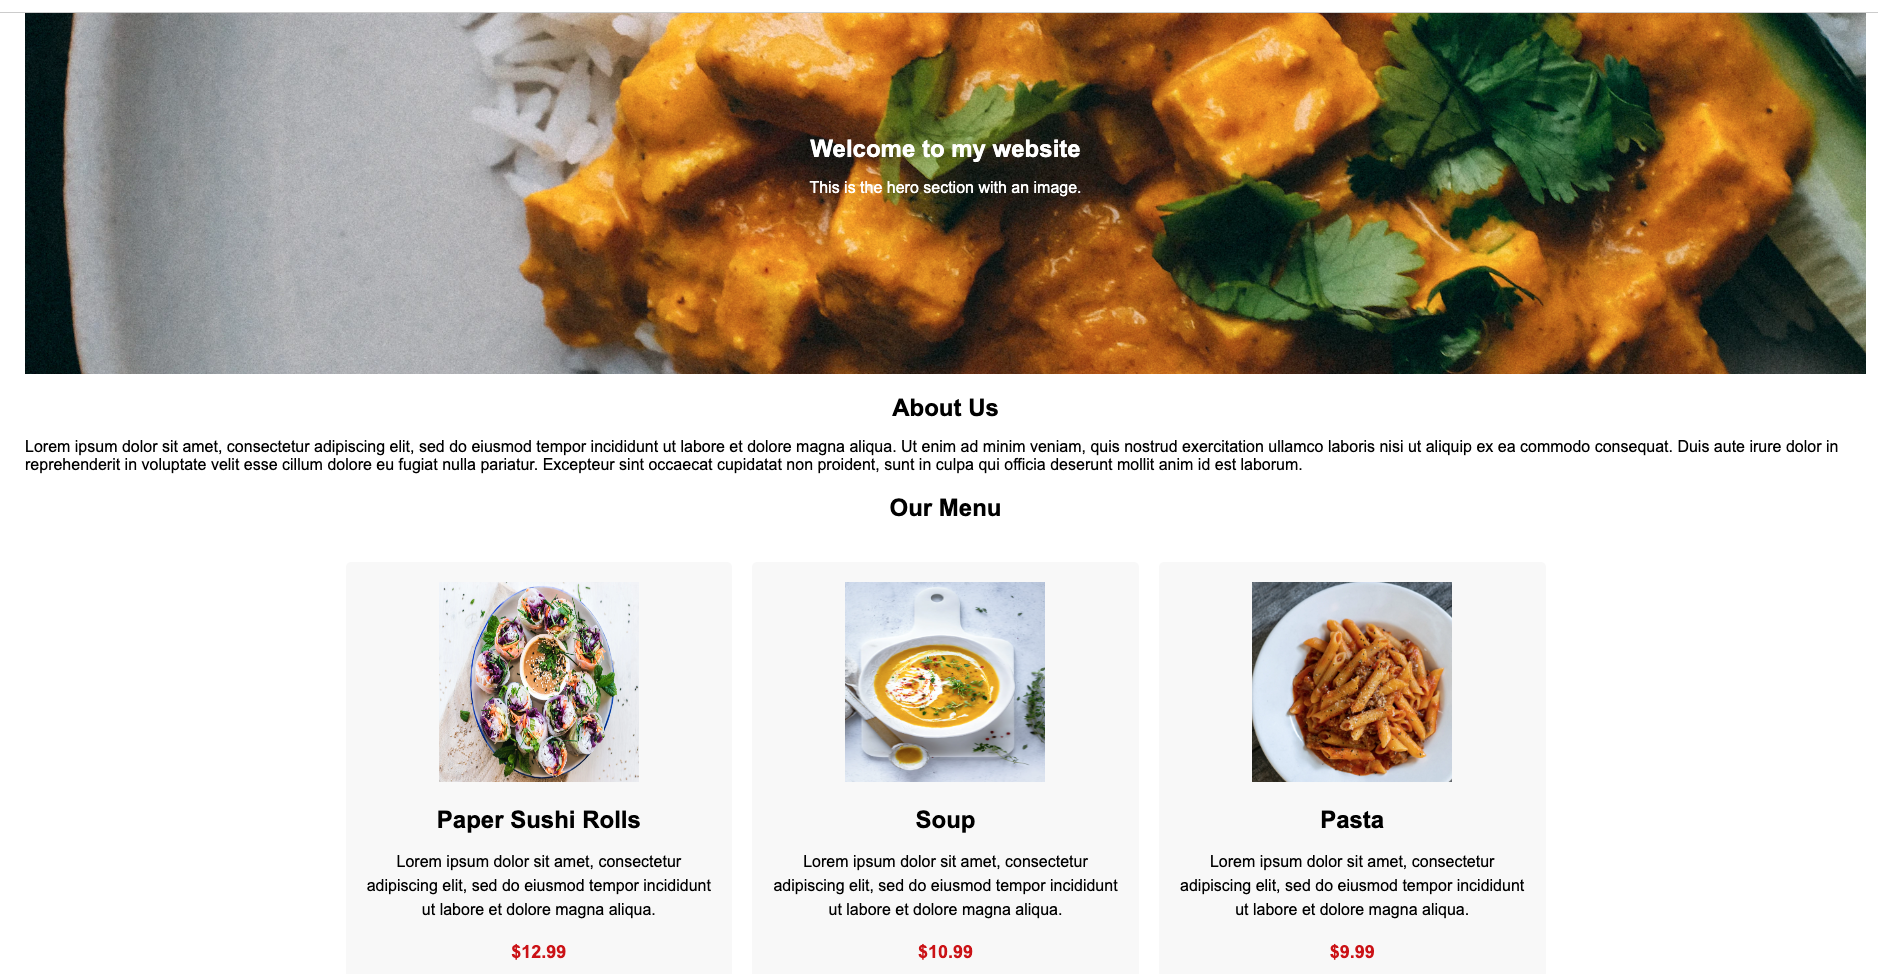 Welcome to my website
This is the hero section with an image.
About Us
Lorem ipsum dolor sit amet, consectetur adipiscing elit, sed do eiusmod tempor incididunt ut labore et dolore magna aliqua. Ut enim ad minim veniam, quis nostrud exercitation ullamco laboris nisi ut aliquip ex ea commodo consequat. Duis aute irure dolor in
reprehenderit in voluptate velit esse cillum dolore eu fugiat nulla pariatur. Excepteur sint occaecat cupidatat non proident, sunt in culpa qui officia deserunt mollit anim id est laborum.
Our Menu
Paper Sushi Rolls
Lorem ipsum dolor sit amet, consectetur
adipiscing elit, sed do eiusmod tempor incididunt
ut labore et dolore magna aliqua.
$12.99
Soup
Lorem ipsum dolor sit amet, consectetur
adipiscing elit, sed do eiusmod tempor incididunt
ut labore et dolore magna aliqua.
$10.99
Pasta
Lorem ipsum dolor sit amet, consectetur
adipiscing elit, sed do eiusmod tempor incididunt
ut labore et dolore magna aliqua.
$9.99